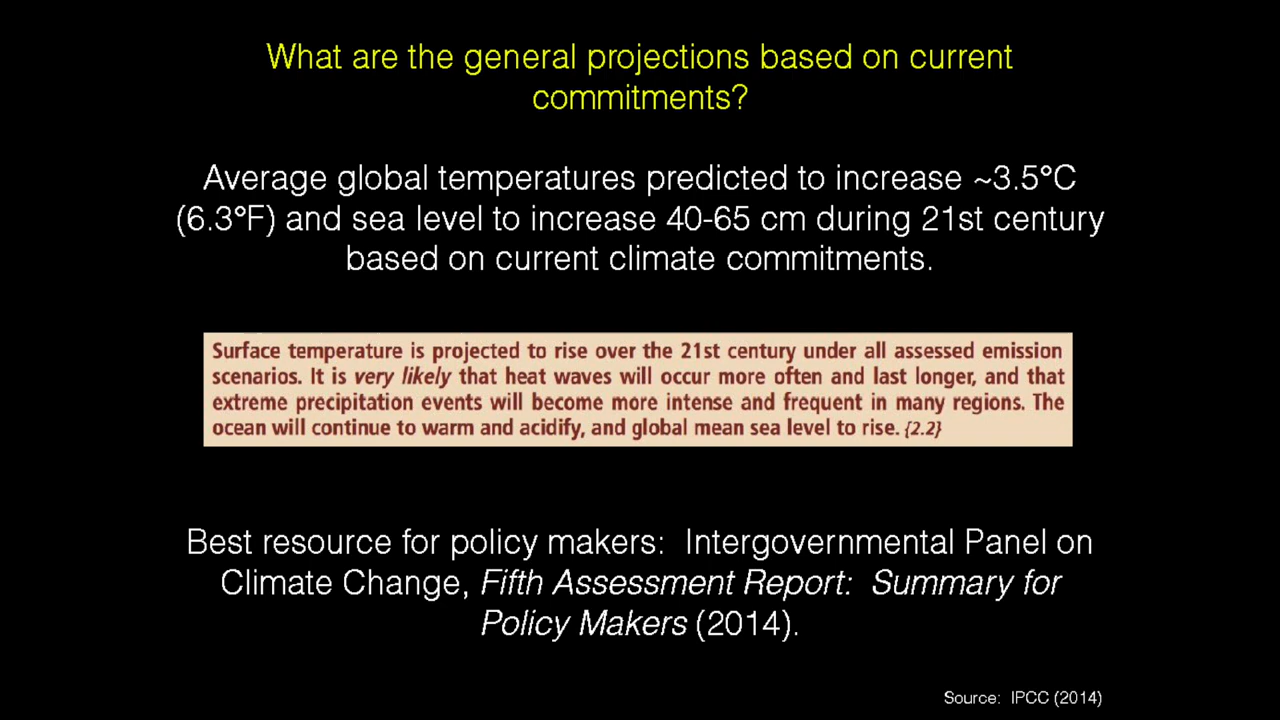 What are the general projections based on current
commitments?
Average global temperatures predicted to increase ~3.5°C
(6.3°F) and sea level to increase 40-65 cm during 21st century
based on current climate commitments.
Surface temperature is projected to rise over the 21st century under all assessed emission
scenarios. It is very likely that heat waves will occur more often and last longer, and that
extreme precipitation events will become more intense and frequent in many regions. The
ocean will continue to warm and acidify, and global mean sea level to rise. {2.2}
Best resource for policy makers:  Intergovernmental Panel on
Climate Change, Fifth Assessment Report:  Summary for
Policy Makers (2014).
Source:  IPCC (2014)